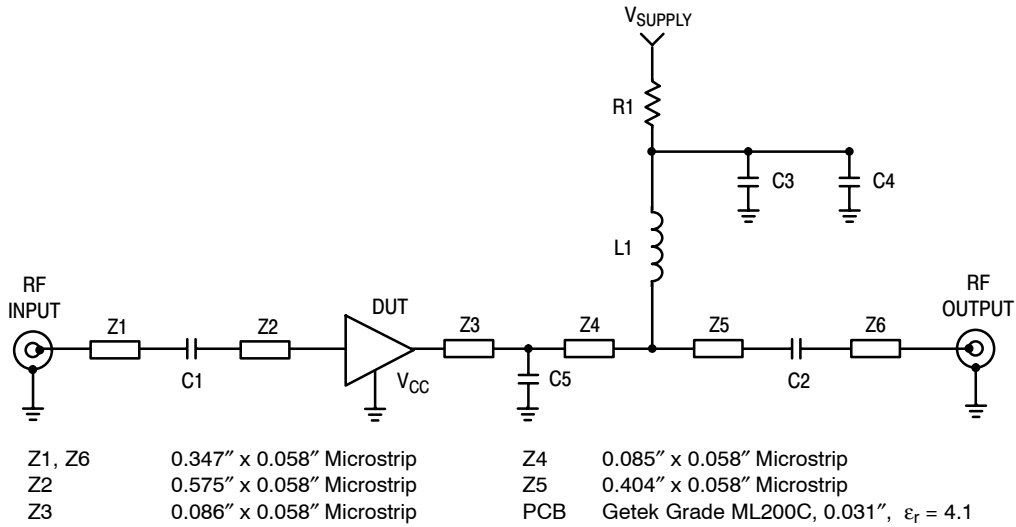 V_SUPPLY
R1
C3
C4
L1
RF
INPUT
RF
OUTPUT
DUT
Z1
Z2
Z3
Z4
Z5
Z6
C1
V_CC
C5
C2
Z1, Z6 0.347″ x 0.058″ Microstrip Z4 0.085″ x 0.058″ Microstrip
Z2 0.575″ x 0.058″ Microstrip Z5 0.404″ x 0.058″ Microstrip
Z3 0.086″ x 0.058″ Microstrip PCB Getek Grade ML200C, 0.031″, ε_r = 4.1